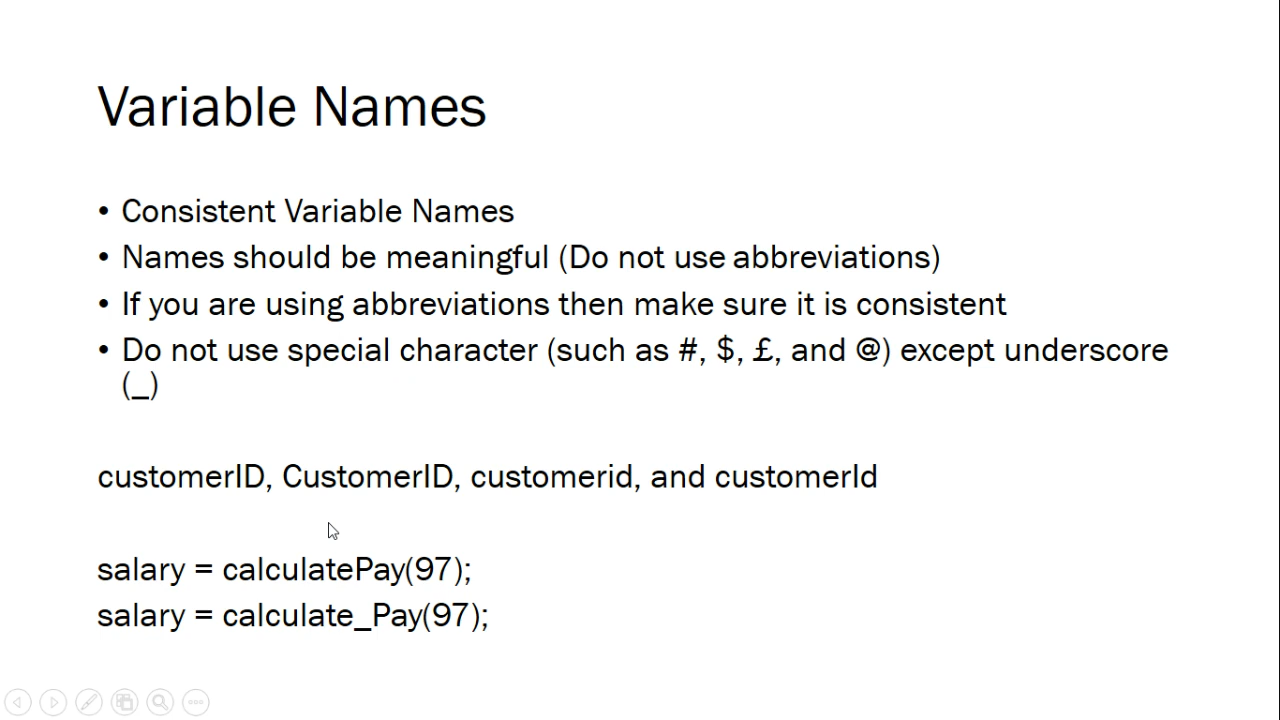 Variable Names
• Consistent Variable Names
• Names should be meaningful (Do not use abbreviations)
• If you are using abbreviations then make sure it is consistent
• Do not use special character (such as #, $, £, and @) except underscore
(_)
customerID, CustomerID, customerid, and customerId
salary = calculatePay(97);
salary = calculate_Pay(97);